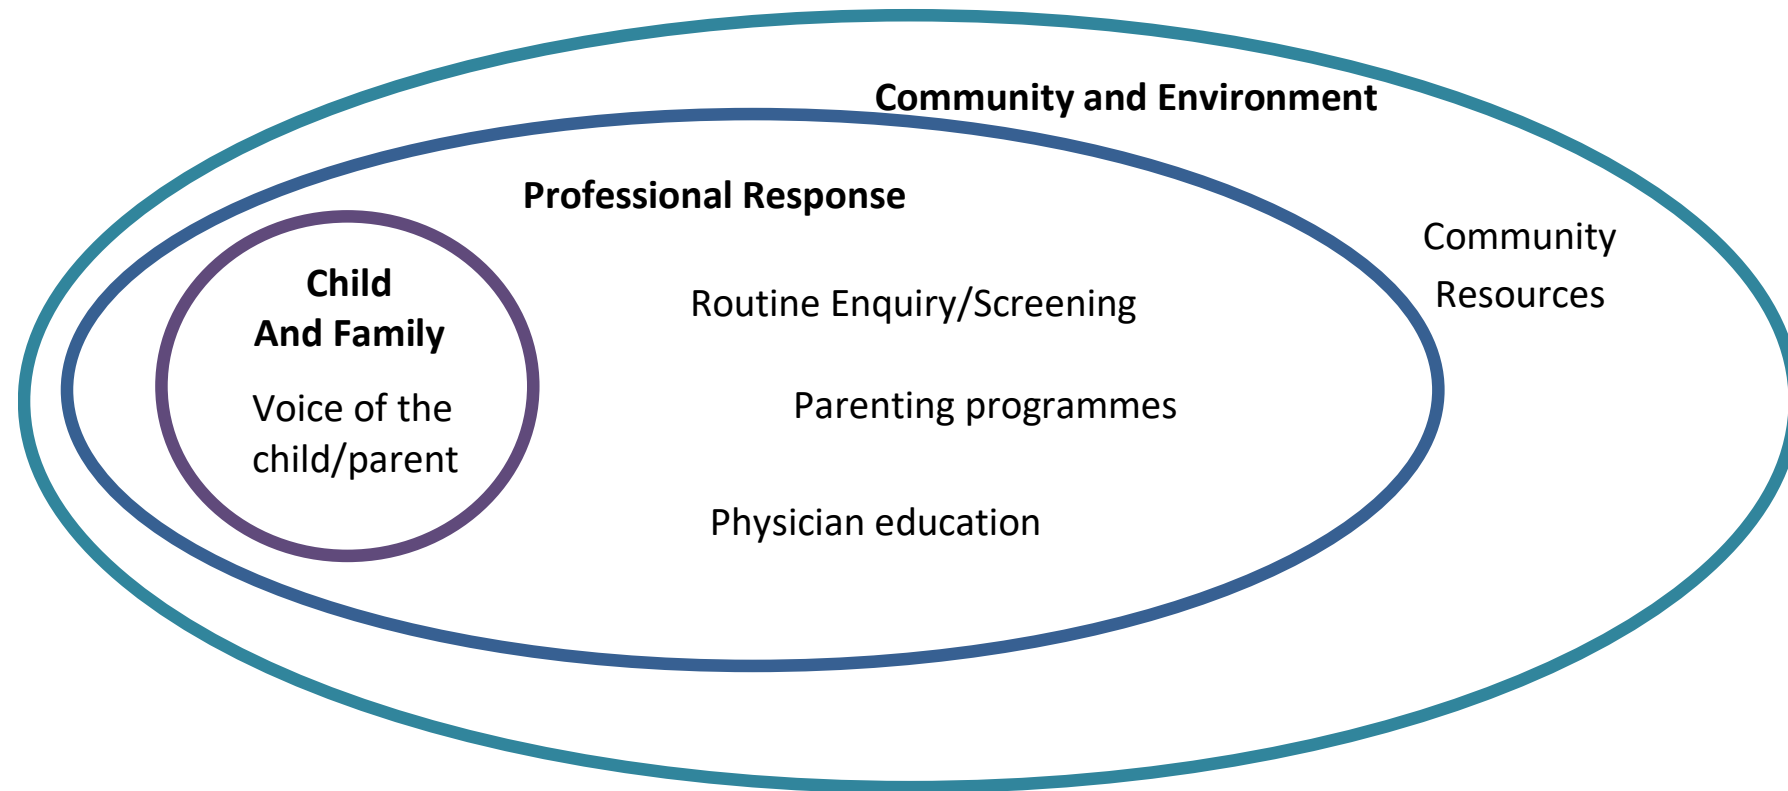 Community and Environment
Professional Response
Child
And Family
Voice of the
child/parent
Routine Enquiry/Screening
Parenting programmes
Physician education
Community
Resources